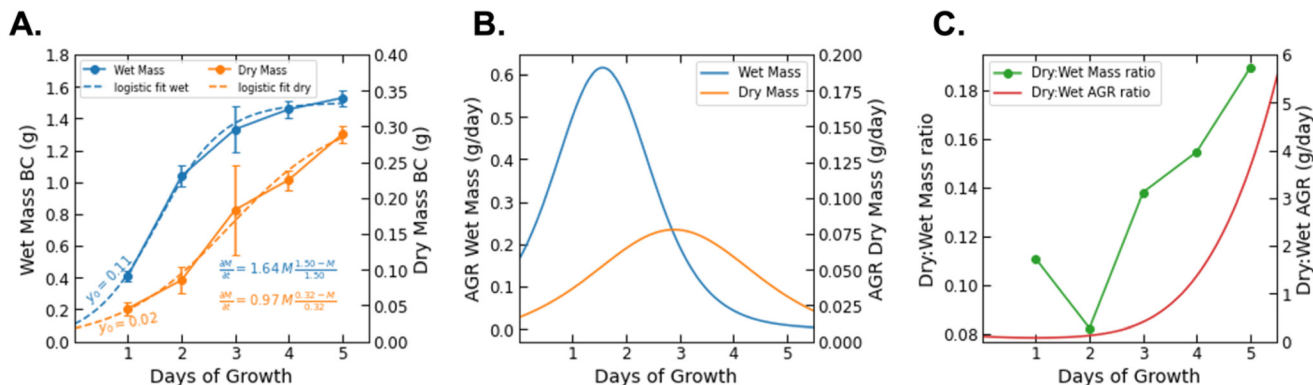 A.
Wet Mass BC (g)
1.8
1.6
1.4
1.2
1.0
0.8
0.6
0.4
0.2
0.0
Wet Mass
logistic fit wet
Dry Mass
logistic fit dry
y₀ = 0.11
y₀ = 0.02
∂M/∂t = 1.64 M (1.50 − M)/1.50
∂M/∂t = 0.97 M (0.32 − M)/0.32
0.40
0.35
0.30
0.25
0.20
0.15
0.10
0.05
0.00
Dry Mass BC (g)
1 2 3 4 5
Days of Growth
B.
AGR Wet Mass (g/day)
0.6
0.5
0.4
0.3
0.2
0.1
0.0
Wet Mass
Dry Mass
0.200
0.175
0.150
0.125
0.100
0.075
0.050
0.025
0.000
AGR Dry Mass (g/day)
1 2 3 4 5
Days of Growth
C.
Dry:Wet Mass ratio
0.18
0.16
0.14
0.12
0.10
0.08
Dry:Wet Mass ratio
Dry:Wet AGR ratio
6
5
4
3
2
1
0
Dry:Wet AGR (g/day)
1 2 3 4 5
Days of Growth